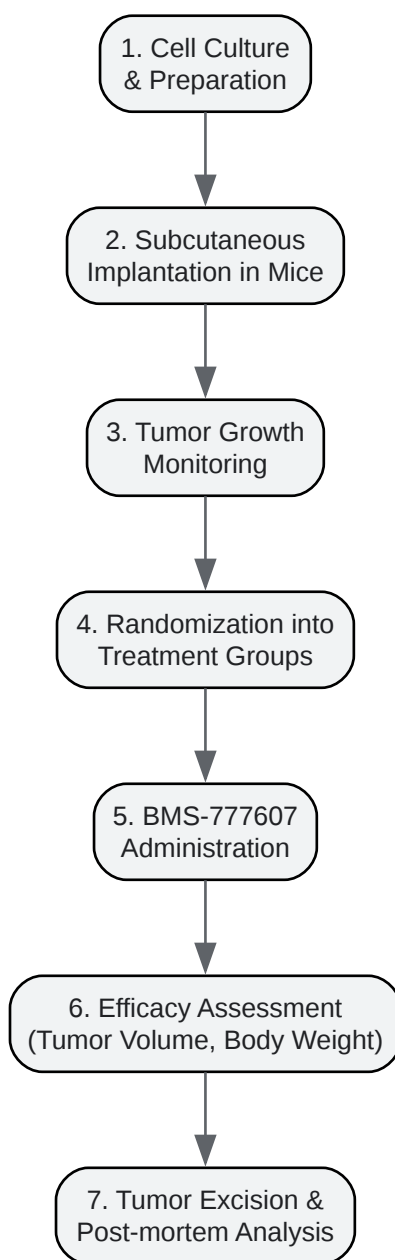 1. Cell Culture
& Preparation
2. Subcutaneous
Implantation in Mice
3. Tumor Growth
Monitoring
4. Randomization into
Treatment Groups
5. BMS-777607
Administration
6. Efficacy Assessment
(Tumor Volume, Body Weight)
7. Tumor Excision &
Post-mortem Analysis